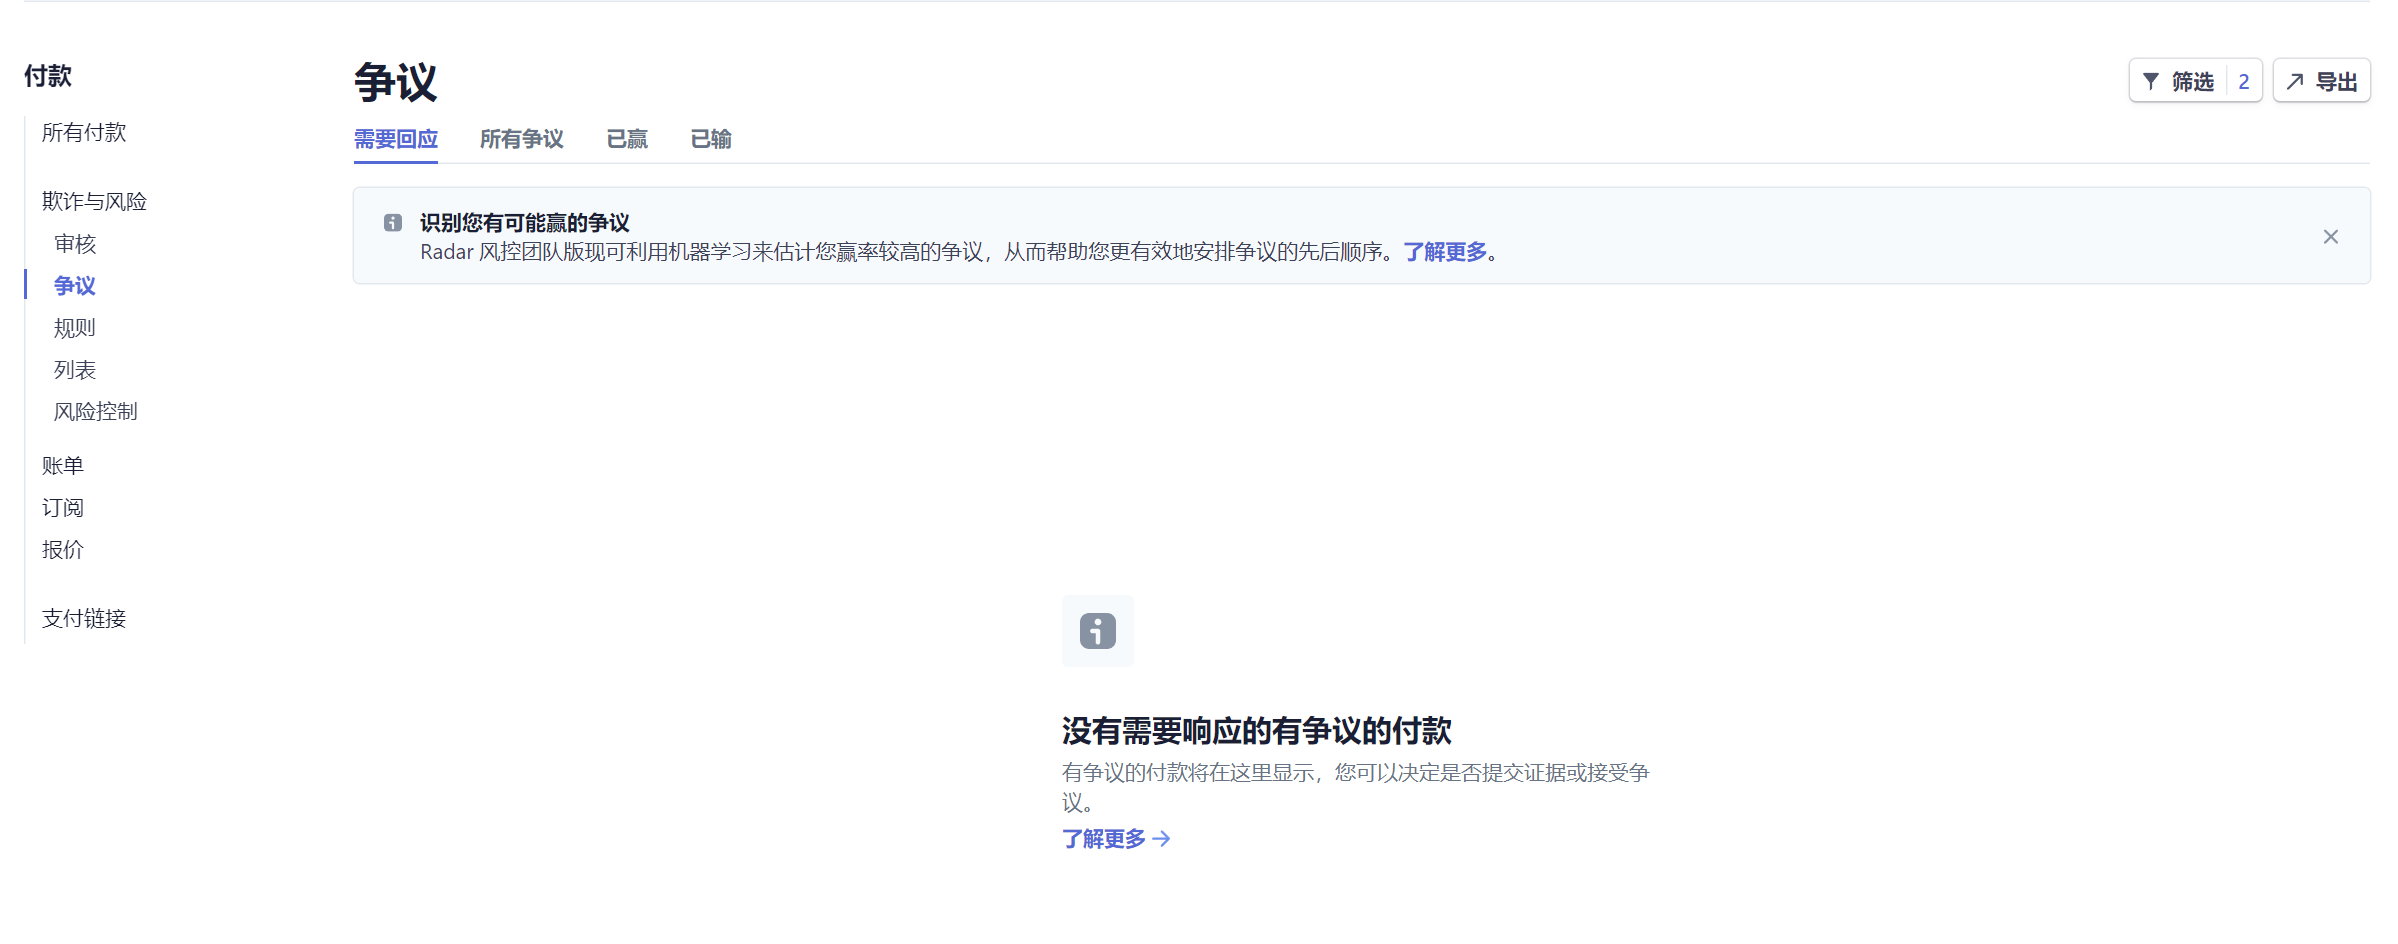 付款
所有付款
欺诈与风险
审核
争议
规则
列表
风险控制
账单
订阅
报价
支付链接
争议
筛选 2
导出
需要回应 所有争议 已赢 已输
识别您有可能赢的争议
Radar 风控团队版现可利用机器学习来估计您赢率较高的争议，从而帮助您更有效地安排争议的先后顺序。了解更多。
没有需要响应的有争议的付款
有争议的付款将在这里显示，您可以决定是否提交证据或接受争
议。
了解更多